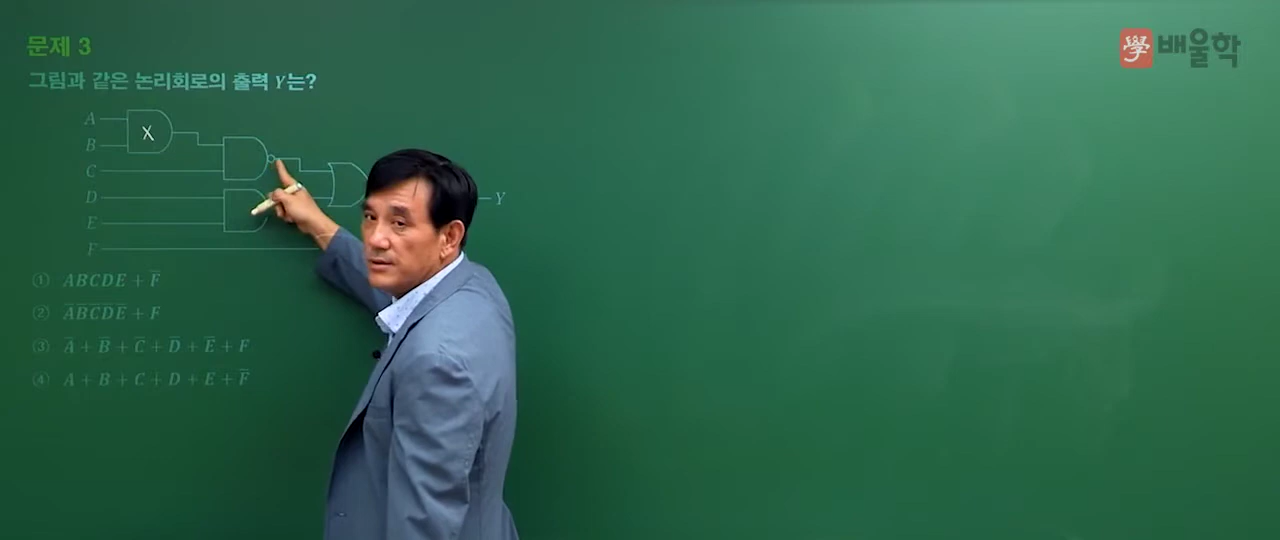 學 배울학
문제 3
그림과 같은 논리회로의 출력 Y는?
A
X
B
C
D
Y
E
F
① ABCDE + F̅
② A̅B̅C̅D̅E̅ + F
③ A̅ + B̅ + C̅ + D̅ + E̅ + F
④ A + B + C + D + E + F̅